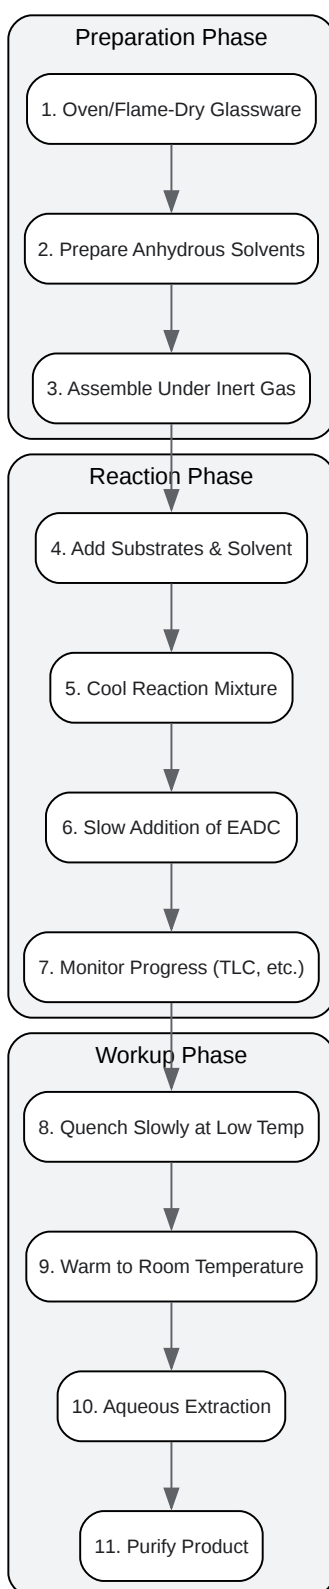 Preparation Phase
1. Oven/Flame-Dry Glassware
2. Prepare Anhydrous Solvents
3. Assemble Under Inert Gas
Reaction Phase
4. Add Substrates & Solvent
5. Cool Reaction Mixture
6. Slow Addition of EADC
7. Monitor Progress (TLC, etc.)
Workup Phase
8. Quench Slowly at Low Temp
9. Warm to Room Temperature
10. Aqueous Extraction
11. Purify Product